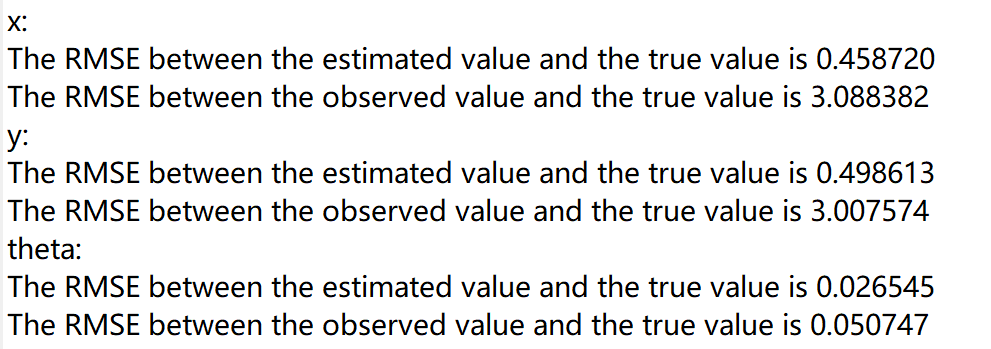 x:
The RMSE between the estimated value and the true value is 0.458720
The RMSE between the observed value and the true value is 3.088382
y:
The RMSE between the estimated value and the true value is 0.498613
The RMSE between the observed value and the true value is 3.007574
theta:
The RMSE between the estimated value and the true value is 0.026545
The RMSE between the observed value and the true value is 0.050747